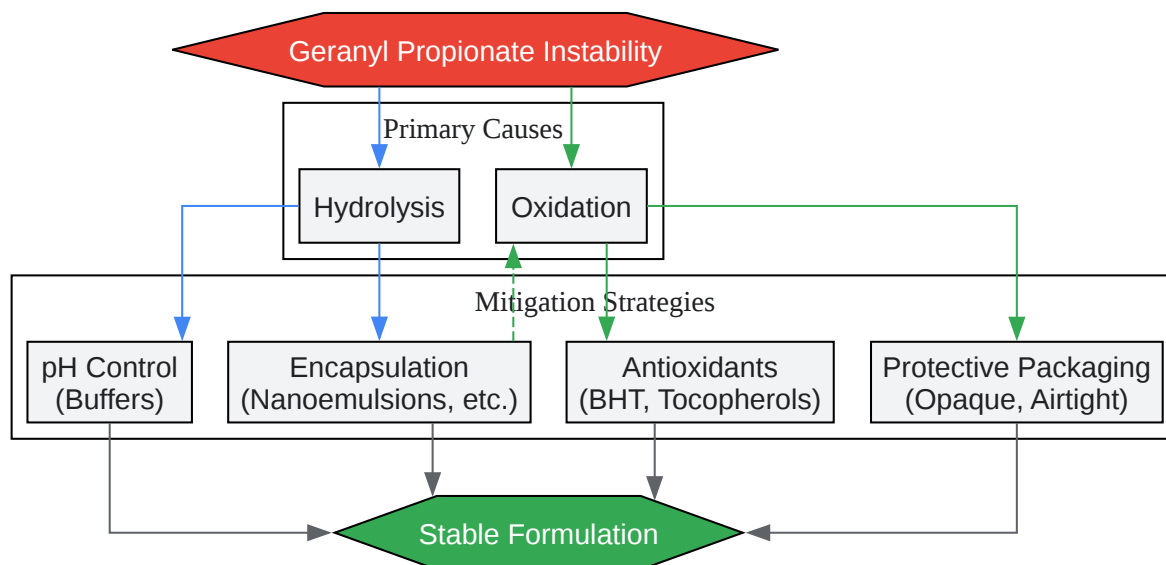 Geranyl Propionate Instability
Primary Causes
Hydrolysis
Oxidation
Mitigation Strategies
pH Control
(Buffers)
Encapsulation
(Nanoemulsions, etc.)
Antioxidants
(BHT, Tocopherols)
Protective Packaging
(Opaque, Airtight)
Stable Formulation